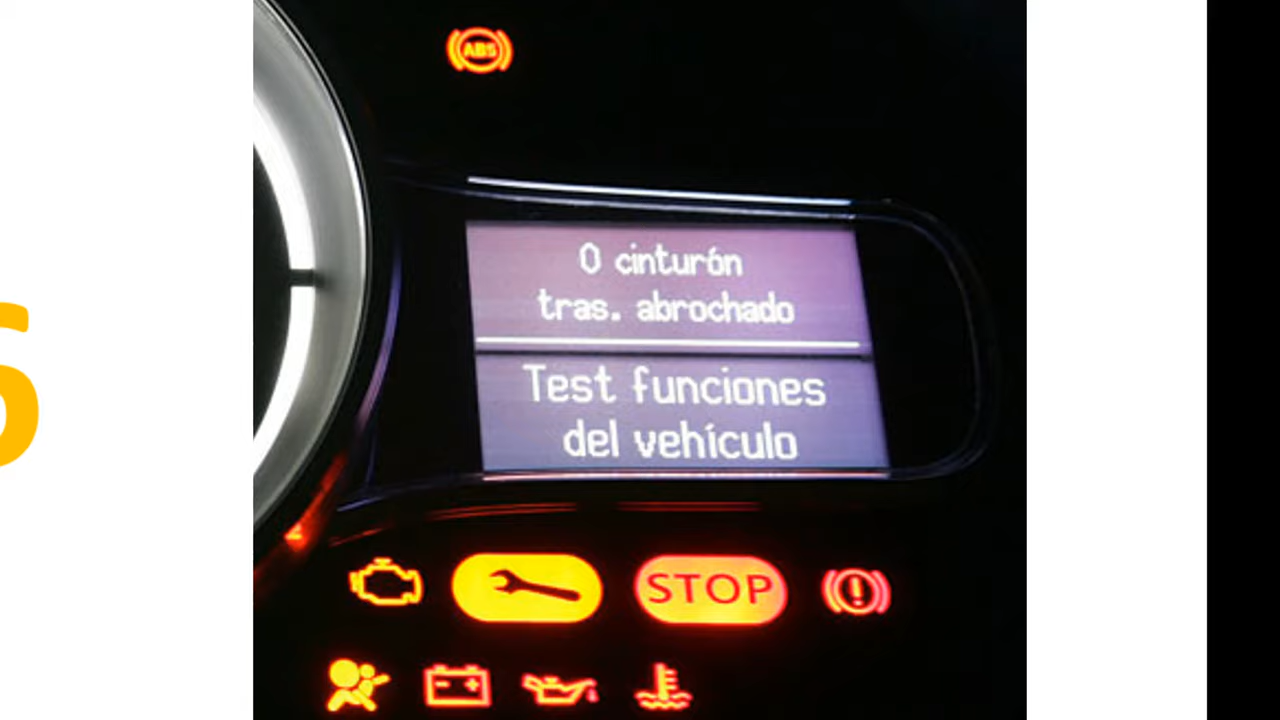 ABS
0 cinturón
tras. abrochado
Test funciones
del vehículo
STOP